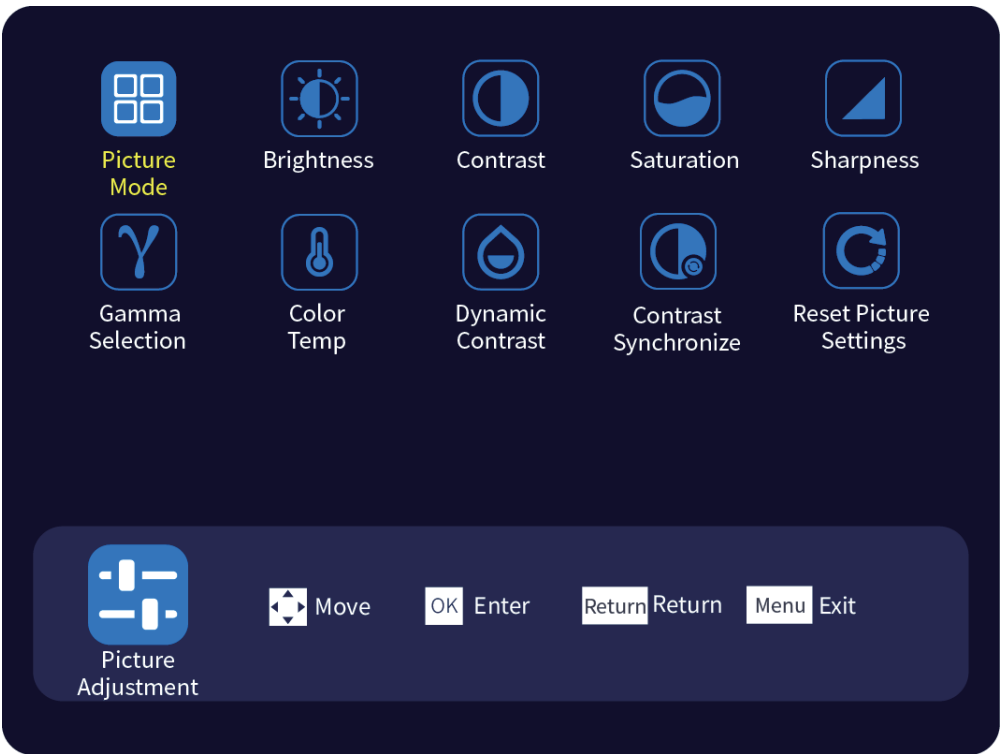 Picture
Mode
Brightness
Contrast
Saturation
Sharpness
Gamma
Selection
Color
Temp
Dynamic
Contrast
Contrast
Synchronize
Reset Picture
Settings
Picture
Adjustment
Move
OK Enter
Return Return
Menu Exit